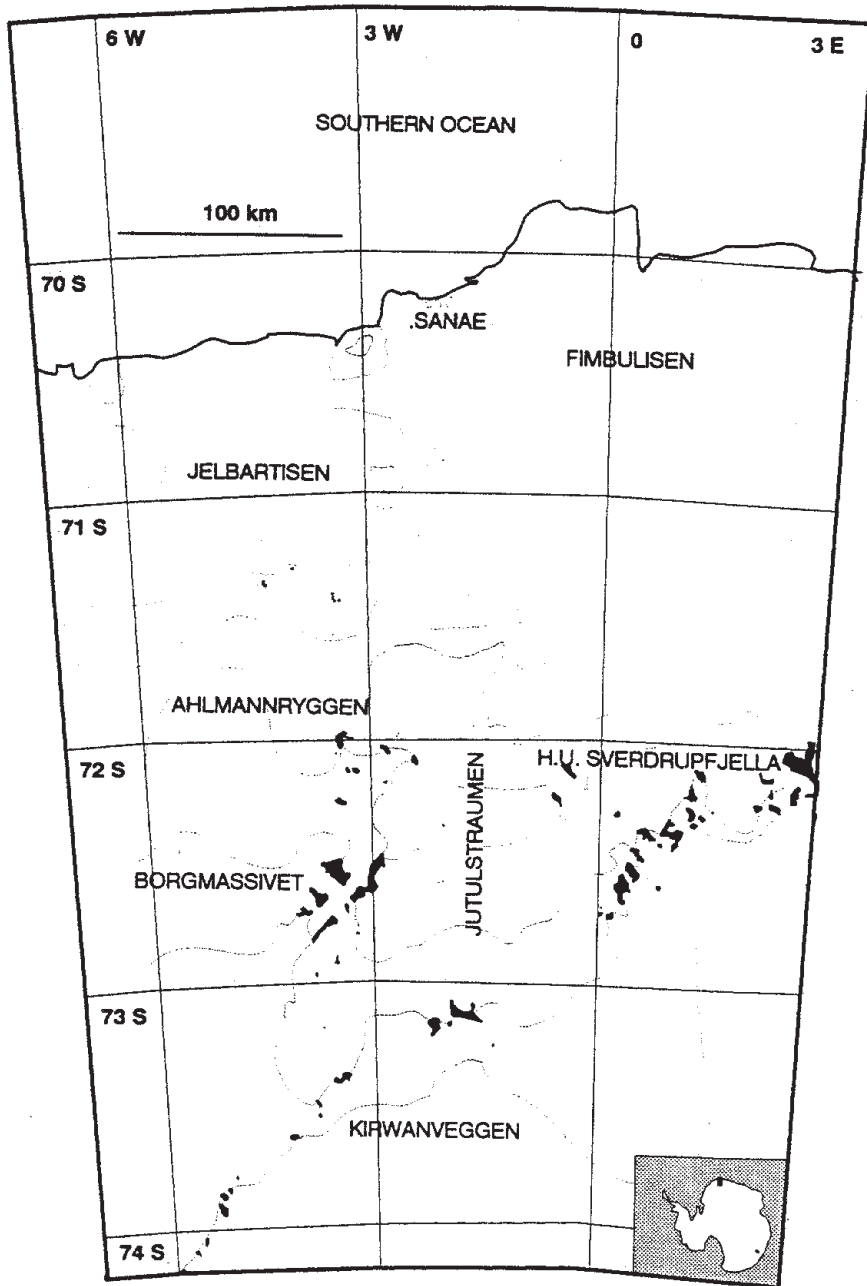 6 W
3 W
0
3 E
SOUTHERN OCEAN
100 km
70 S
.SANAE
FIMBULISEN
JELBARTISEN
71 S
AHLMANNRYGGEN
72 S
H.U. SVERDRUPFJELLA
JUTULSTRAUMEN
BORGMASSIVET
73 S
KIRWANVEGGEN
74 S